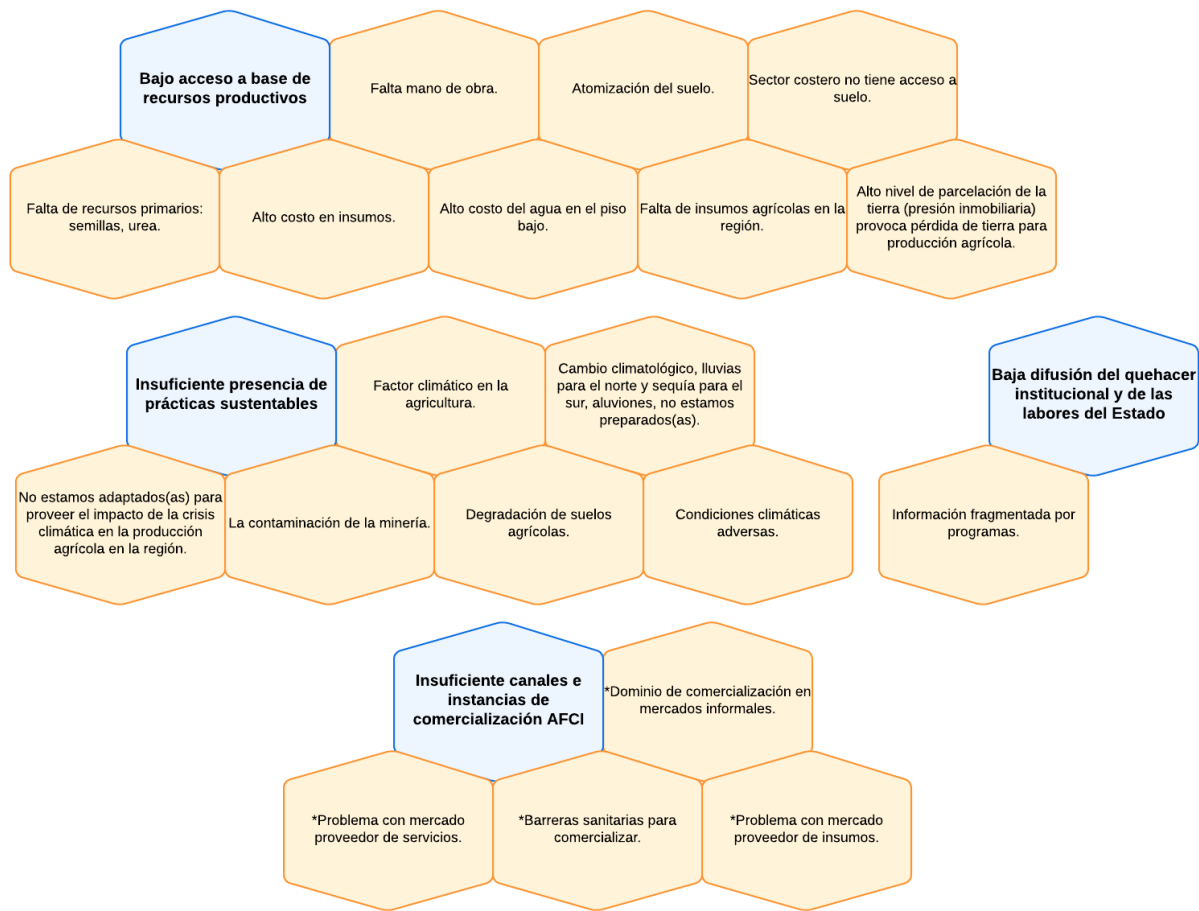 Bajo acceso a base de
recursos productivos
Falta mano de obra.
Atomización del suelo.
Sector costero no tiene acceso a
suelo.
Falta de recursos primarios:
semillas, urea.
Alto costo en insumos.
Alto costo del agua en el piso
bajo.
Falta de insumos agrícolas en la
región.
Alto nivel de parcelación de la
tierra (presión inmobiliaria)
provoca pérdida de tierra para
producción agrícola.
Insuficiente presencia de
prácticas sustentables
Factor climático en la
agricultura.
Cambio climatológico, lluvias
para el norte y sequía para el
sur, aluviones, no estamos
preparados(as).
No estamos adaptados(as) para
proveer el impacto de la crisis
climática en la producción
agrícola en la región.
La contaminación de la minería.
Degradación de suelos
agrícolas.
Condiciones climáticas
adversas.
Baja difusión del quehacer
institucional y de las
labores del Estado
Información fragmentada por
programas.
Insuficiente canales e
instancias de
comercialización AFCI
*Dominio de comercialización en
mercados informales.
*Problema con mercado
proveedor de servicios.
*Barreras sanitarias para
comercializar.
*Problema con mercado
proveedor de insumos.